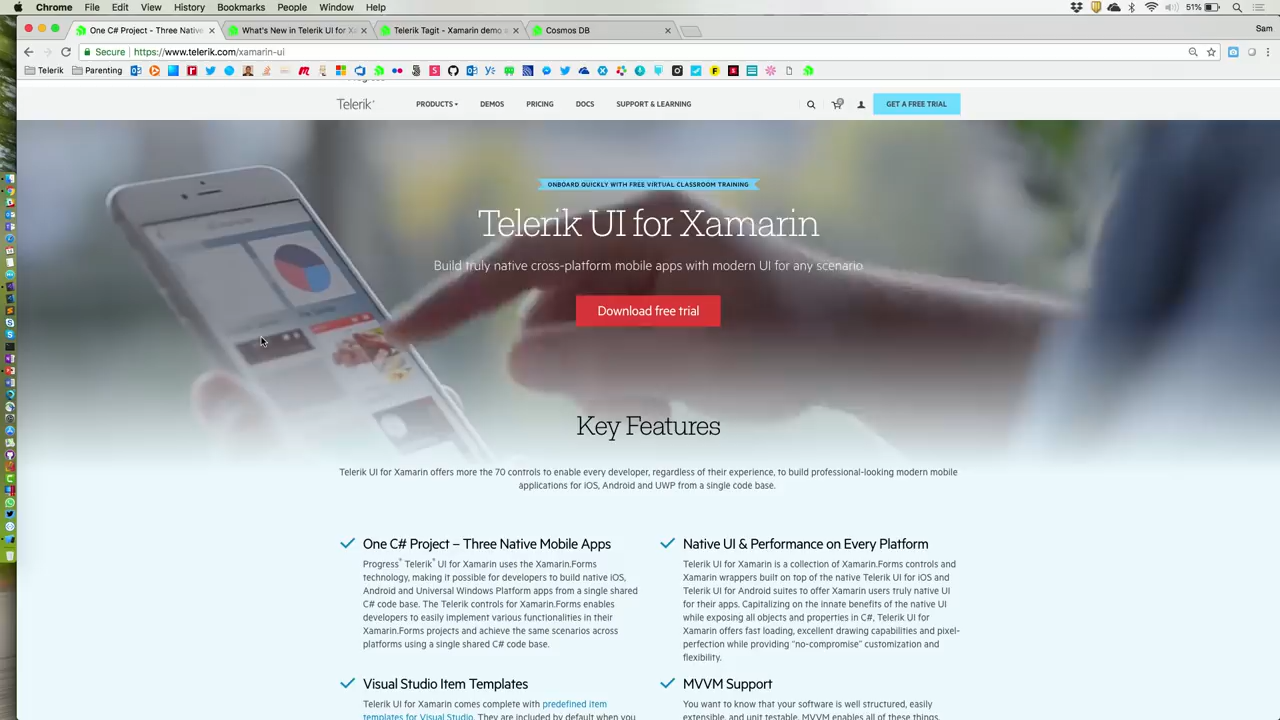 Chrome File Edit View History Bookmarks People Window Help 51% 
One C# Project - Three Native What's New in Telerik UI for X Telerik Tagit - Xamarin demo a Cosmos DB Sam
Secure https://www.telerik.com/xamarin-ui
Telerik Parenting
Telerik PRODUCTS DEMOS PRICING DOCS SUPPORT & LEARNING GET A FREE TRIAL
ONBOARD QUICKLY WITH FREE VIRTUAL CLASSROOM TRAINING
Telerik UI for Xamarin
Build truly native cross-platform mobile apps with modern UI for any scenario
Download free trial
Key Features
Telerik UI for Xamarin offers more the 70 controls to enable every developer, regardless of their experience, to build professional-looking modern mobile
applications for iOS, Android and UWP from a single code base.
One C# Project – Three Native Mobile Apps
Progress® Telerik® UI for Xamarin uses the Xamarin.Forms
technology, making it possible for developers to build native iOS,
Android and Universal Windows Platform apps from a single shared
C# code base. The Telerik controls for Xamarin.Forms enables
developers to easily implement various functionalities in their
Xamarin.Forms projects and achieve the same scenarios across
platforms using a single shared C# code base.
Native UI & Performance on Every Platform
Telerik UI for Xamarin is a collection of Xamarin.Forms controls and
Xamarin wrappers built on top of the native Telerik UI for iOS and
Telerik UI for Android suites to offer Xamarin users truly native UI
for their apps. Capitalizing on the innate benefits of the native UI
while exposing all objects and properties in C#, Telerik UI for
Xamarin offers fast loading, excellent drawing capabilities and pixel-
perfection while providing “no-compromise” customization and
flexibility.
Visual Studio Item Templates
Telerik UI for Xamarin comes complete with predefined item
templates for Visual Studio. They are included by default when you
MVVM Support
You want to know that your software is well structured, easily
extensible, and unit testable. MVVM enables all of these things.